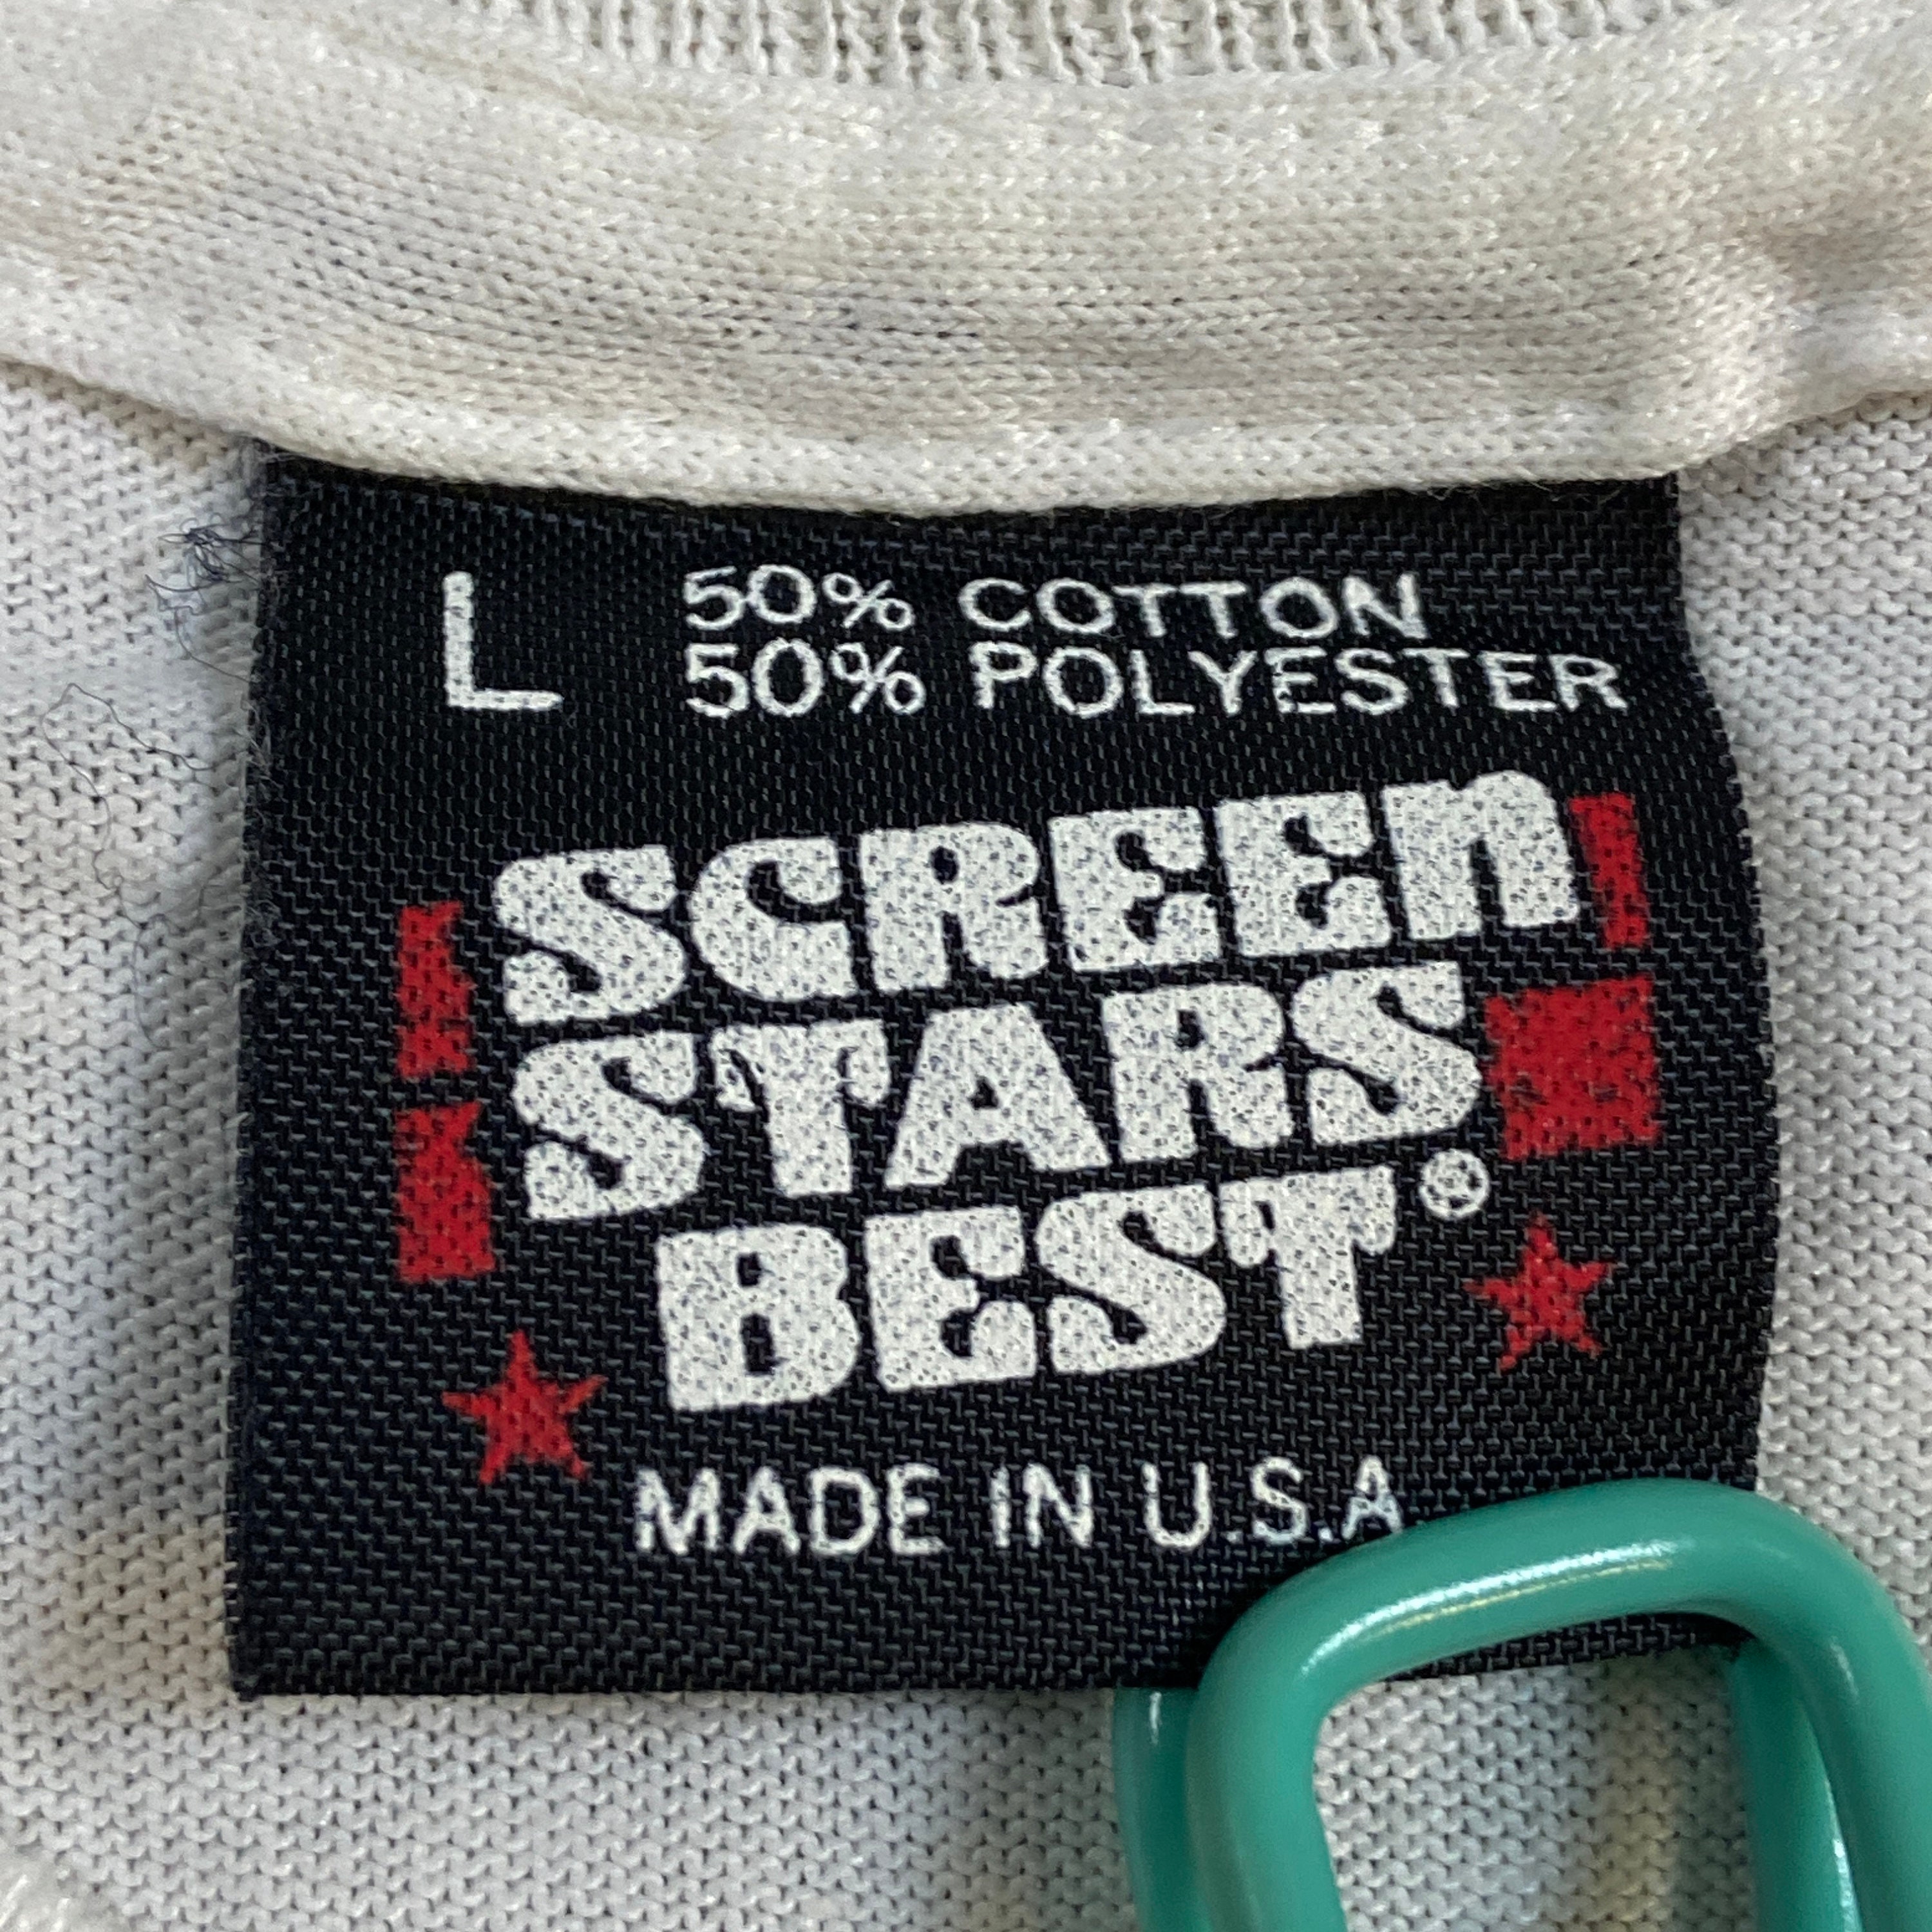 L 50% COTTON
50% POLYESTER
SCREEN
STARS
BEST®
MADE IN U.S.A